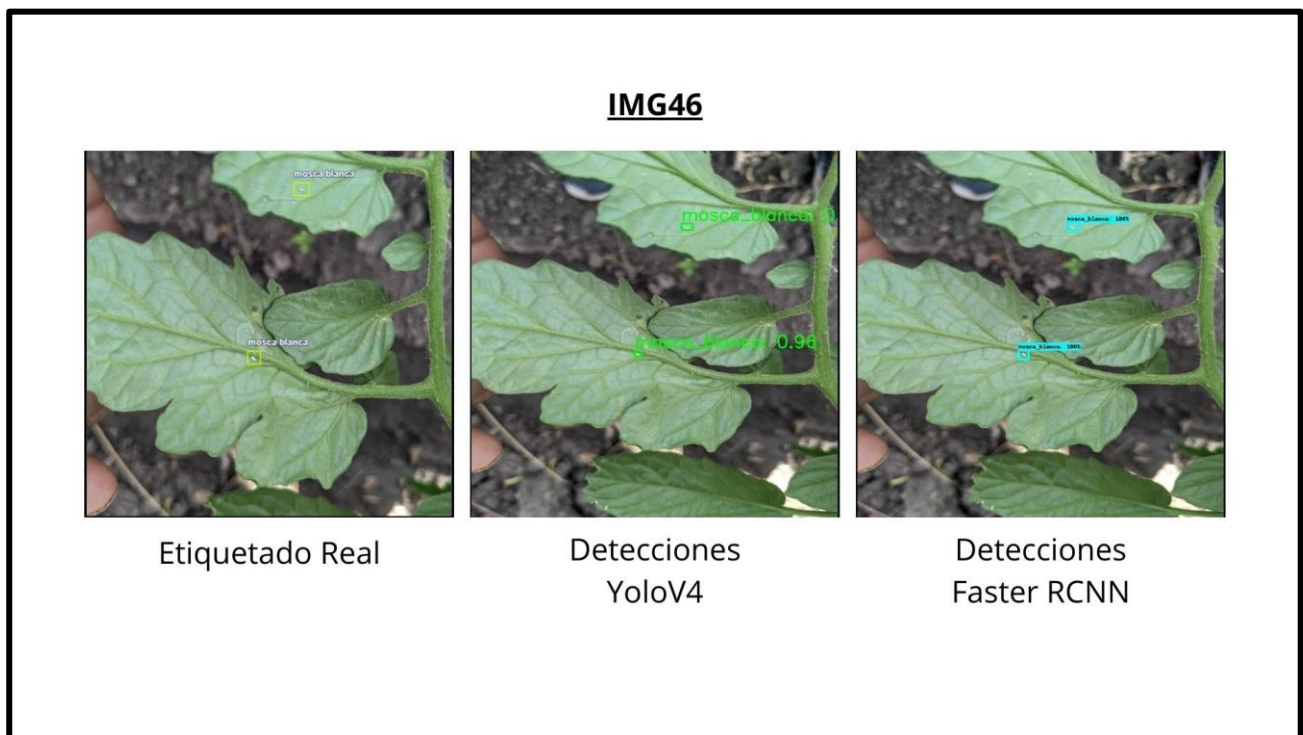 IMG46
mosca blanca
mosca blanca
mosca_blanca: 0.
mosca_blanca: 0.96
mosca_blanca: 100%
mosca_blanca: 100%
Etiquetado Real
Detecciones
YoloV4
Detecciones
Faster RCNN